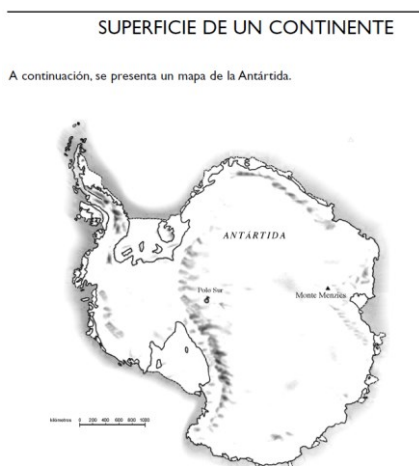 SUPERFICIE DE UN CONTINENTE
A continuación, se presenta un mapa de la Antártida.
ANTÁRTIDA
Polo Sur
Monte Menzies
Kilómetros 0 200 400 600 800 1000